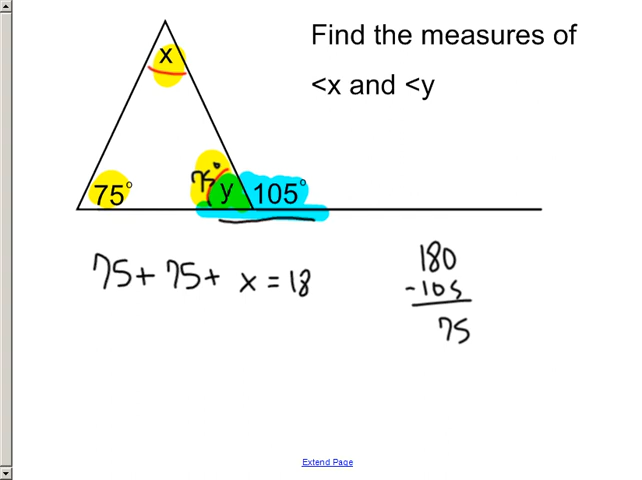 Find the measures of
<x and <y
x
75°
75°
y
105°
75 + 75 + x = 18
180
-105
75
Extend Page